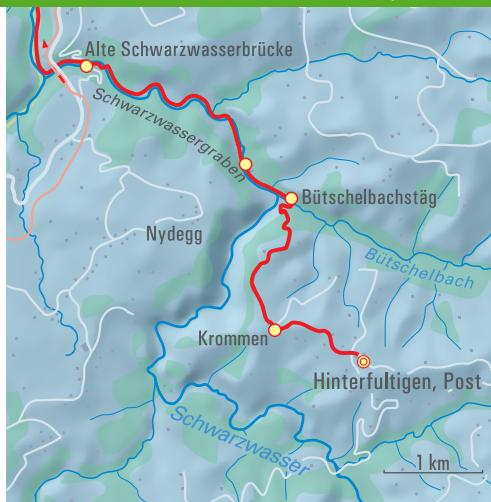 Alte Schwarzwasserbrücke
Schwarzwassergraben
Bütschelbachstäg
Nydegg
Bütschelbach
Krommen
Hinterfultigen, Post
Schwarzwasser
1 km